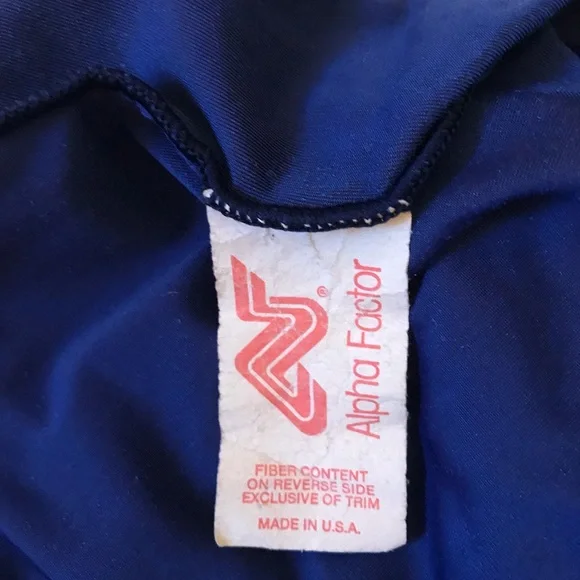 ®
Alpha Factor
FIBER CONTENT
ON REVERSE SIDE
EXCLUSIVE OF TRIM
MADE IN U.S.A.